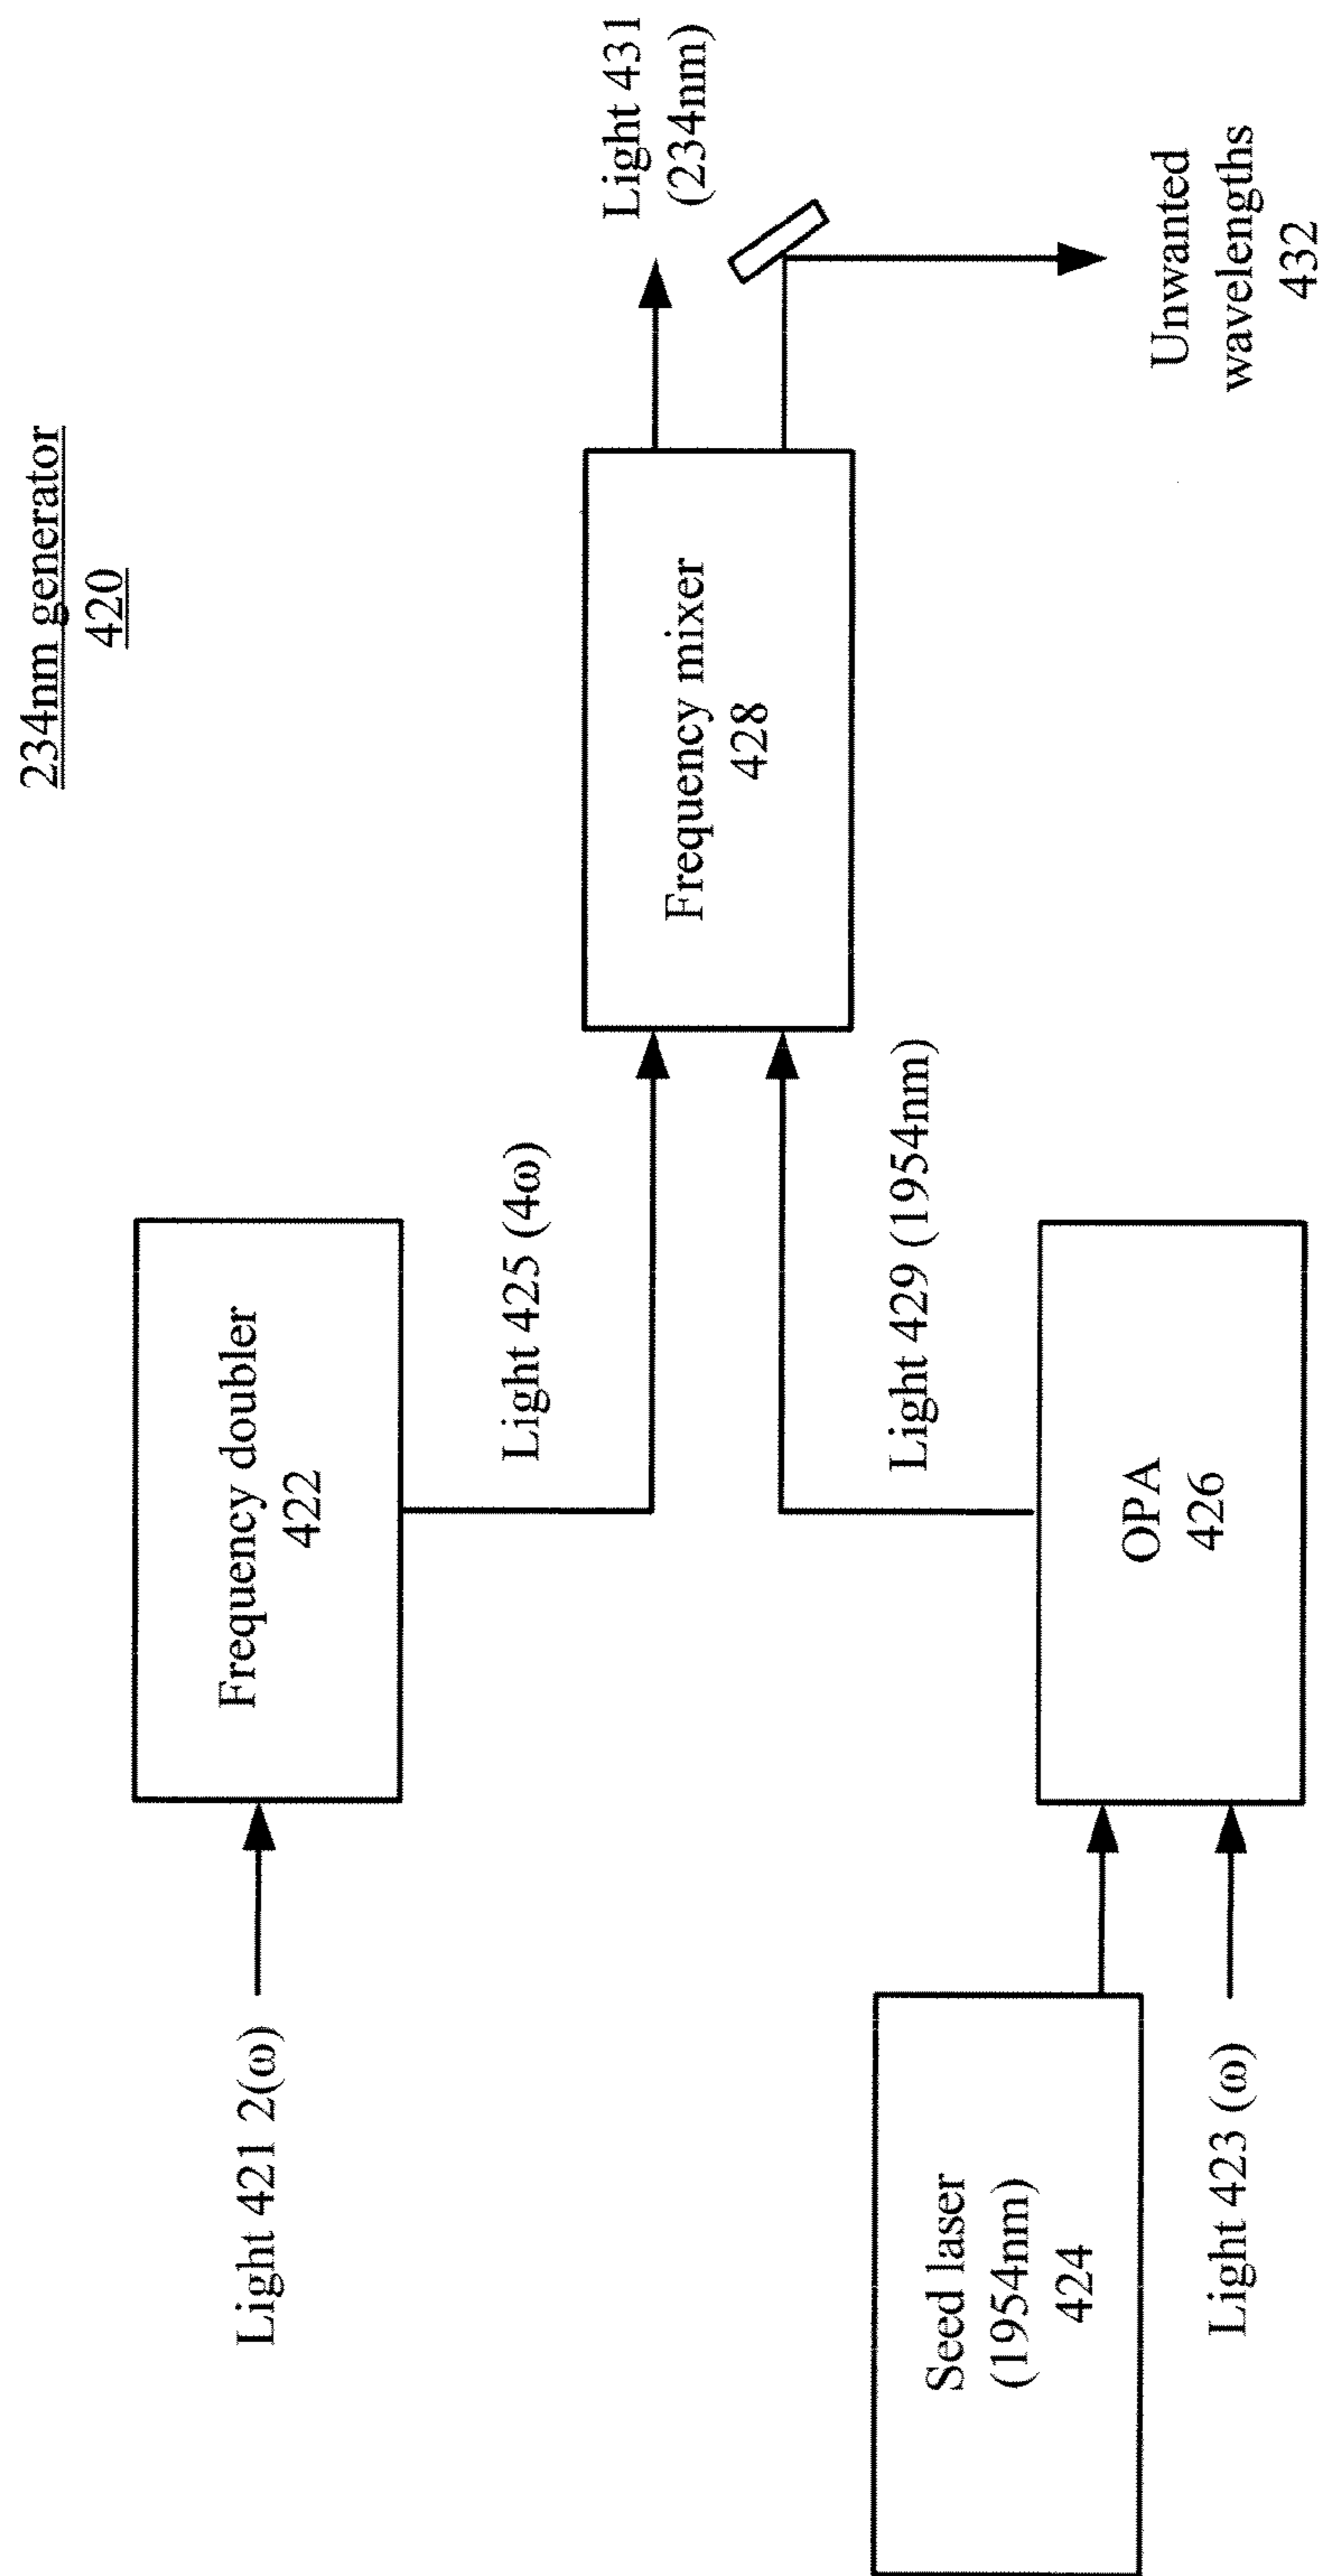 234nm generator
420
Light 421 2(ω)
Frequency doubler
422
Light 425 (4ω)
Light 431
(234nm)
Frequency mixer
428
Unwanted
wavelengths
432
Light 429 (1954nm)
Seed laser
(1954nm)
424
OPA
426
Light 423 (ω)